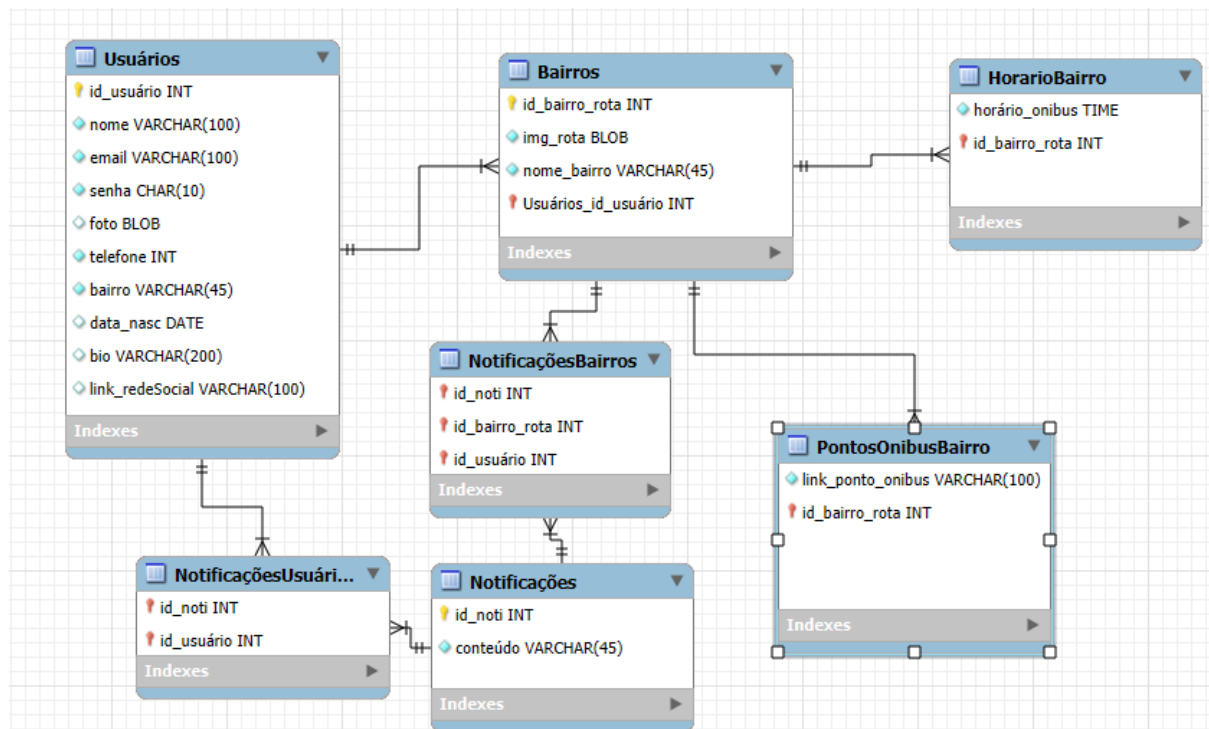 Usuários
id_usuário INT
nome VARCHAR(100)
email VARCHAR(100)
senha CHAR(10)
foto BLOB
telefone INT
bairro VARCHAR(45)
data_nasc DATE
bio VARCHAR(200)
link_redeSocial VARCHAR(100)
Indexes
Bairros
id_bairro_rota INT
img_rota BLOB
nome_bairro VARCHAR(45)
Usuários_id_usuário INT
Indexes
HorarioBairro
horário_onibus TIME
id_bairro_rota INT
Indexes
NotificaçõesBairros
id_noti INT
id_bairro_rota INT
id_usuário INT
Indexes
PontosOnibusBairro
link_ponto_onibus VARCHAR(100)
id_bairro_rota INT
Indexes
NotificaçõesUsuári...
id_noti INT
id_usuário INT
Indexes
Notificações
id_noti INT
conteúdo VARCHAR(45)
Indexes